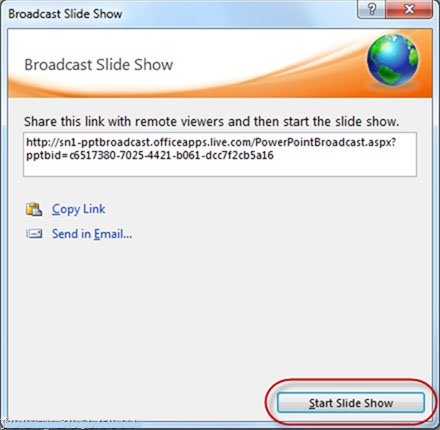 Broadcast Slide Show
Broadcast Slide Show
Share this link with remote viewers and then start the slide show.
http://sn1-pptbroadcast.officeapps.live.com/PowerPointBroadcast.aspx?
pptbid=c6517380-7025-4421-b061-dcc7f2cb5a16
Copy Link
Send in Email...
Start Slide Show